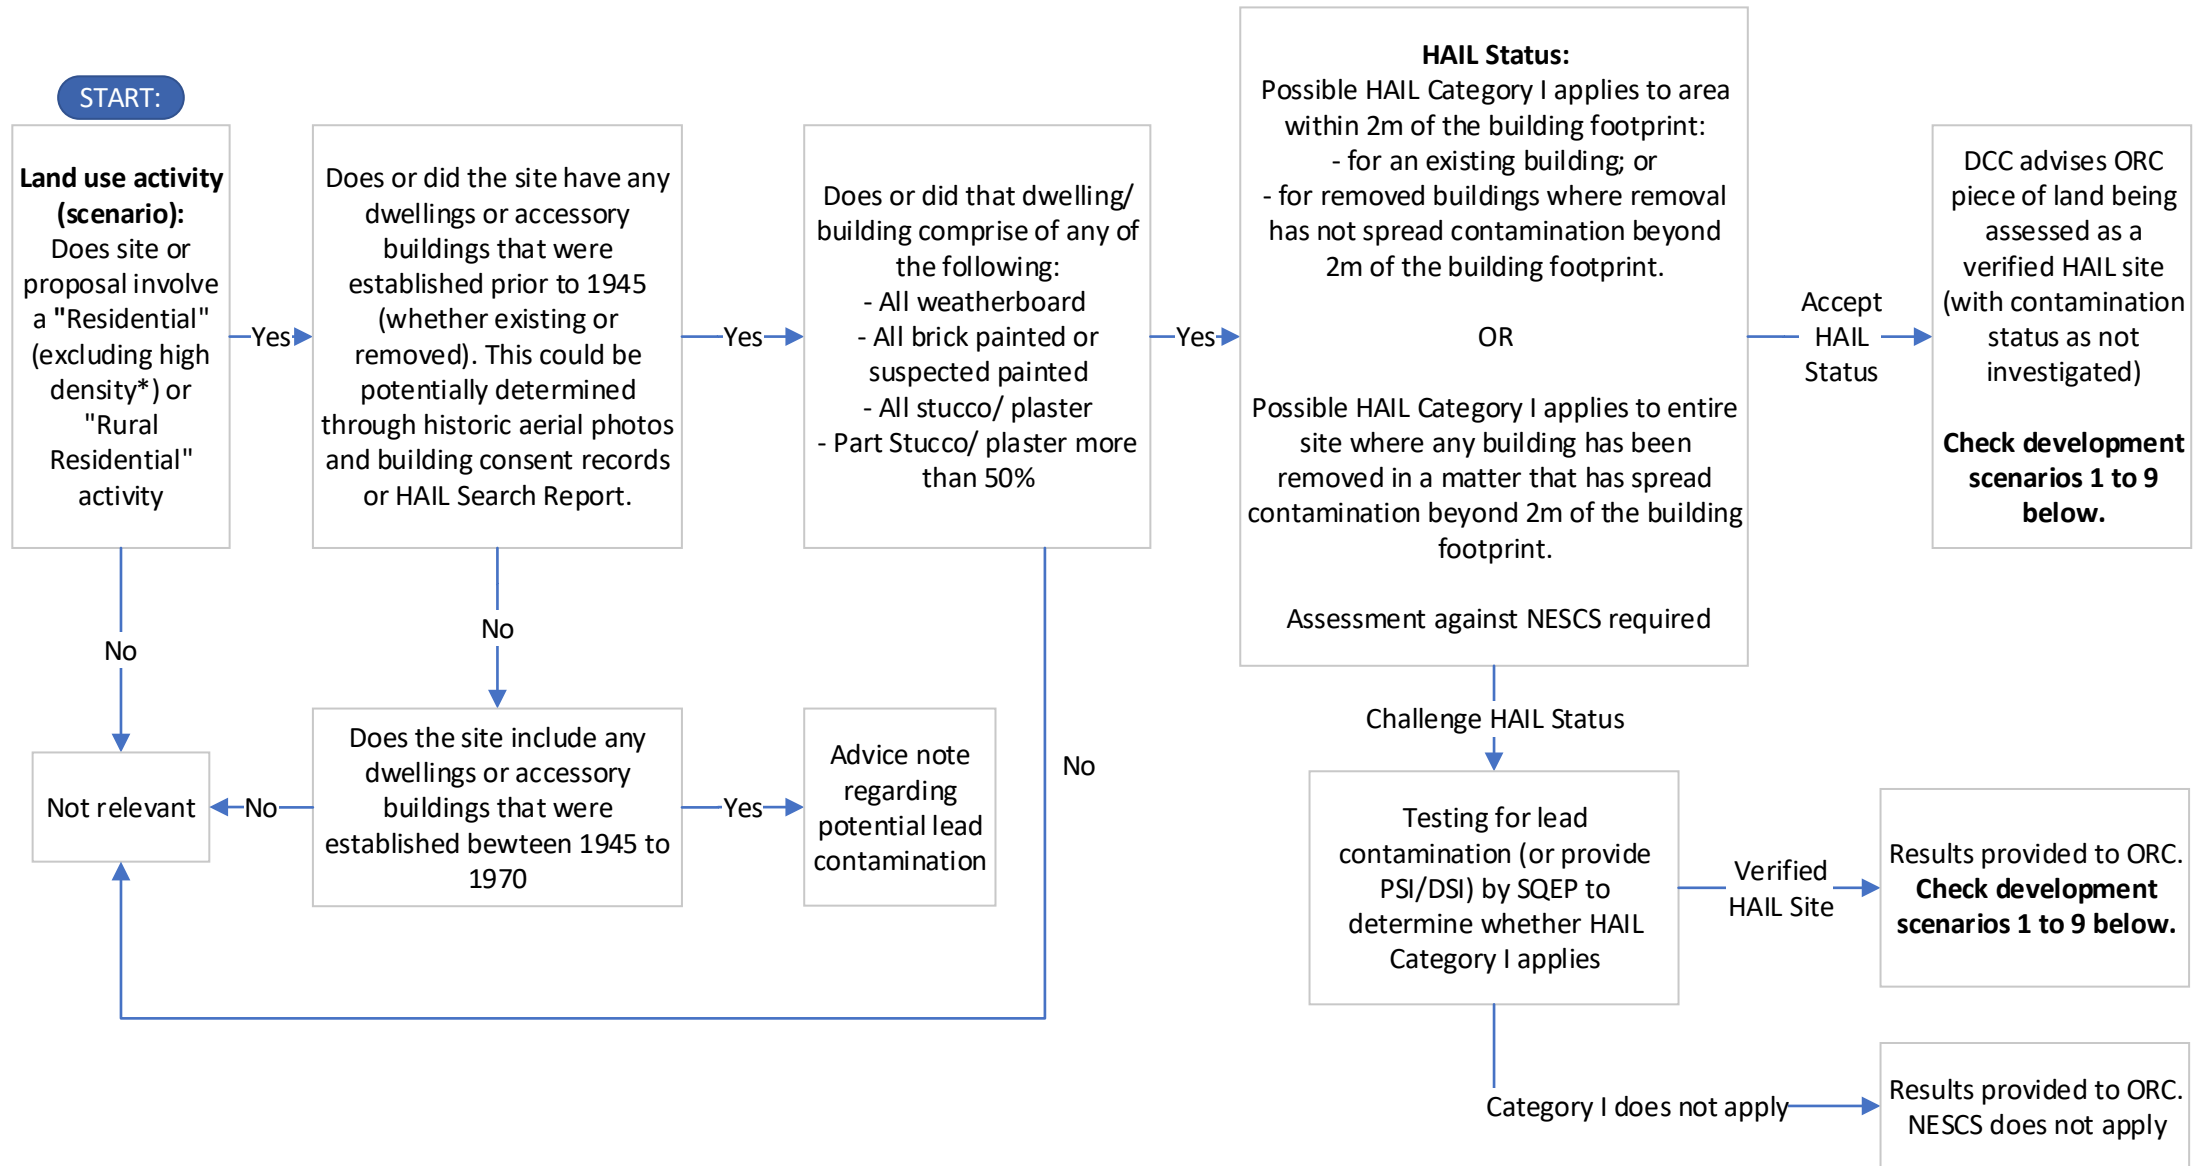 START:
Land use activity
(scenario):
Does site or
proposal involve
a "Residential"
(excluding high
density*) or
"Rural
Residential"
activity
Yes
Does or did the site have any
dwellings or accessory
buildings that were
established prior to 1945
(whether existing or
removed). This could be
potentially determined
through historic aerial photos
and building consent records
or HAIL Search Report.
Yes
Does or did that dwelling/
building comprise of any of
the following:
- All weatherboard
- All brick painted or
suspected painted
- All stucco/ plaster
- Part Stucco/ plaster more
than 50%
Yes
HAIL Status:
Possible HAIL Category I applies to area
within 2m of the building footprint:
- for an existing building; or
- for removed buildings where removal
has not spread contamination beyond
2m of the building footprint.
OR
Possible HAIL Category I applies to entire
site where any building has been
removed in a matter that has spread
contamination beyond 2m of the building
footprint.
Assessment against NESCS required
Accept
HAIL
Status
DCC advises ORC
piece of land being
assessed as a
verified HAIL site
(with contamination
status as not
investigated)
Check development
scenarios 1 to 9
below.
No
No
No
Challenge HAIL Status
Not relevant
No
Does the site include any
dwellings or accessory
buildings that were
established bewteen 1945 to
1970
Yes
Advice note
regarding
potential lead
contamination
Testing for lead
contamination (or provide
PSI/DSI) by SQEP to
determine whether HAIL
Category I applies
Verified
HAIL Site
Results provided to ORC.
Check development
scenarios 1 to 9 below.
Category I does not apply
Results provided to ORC.
NESCS does not apply